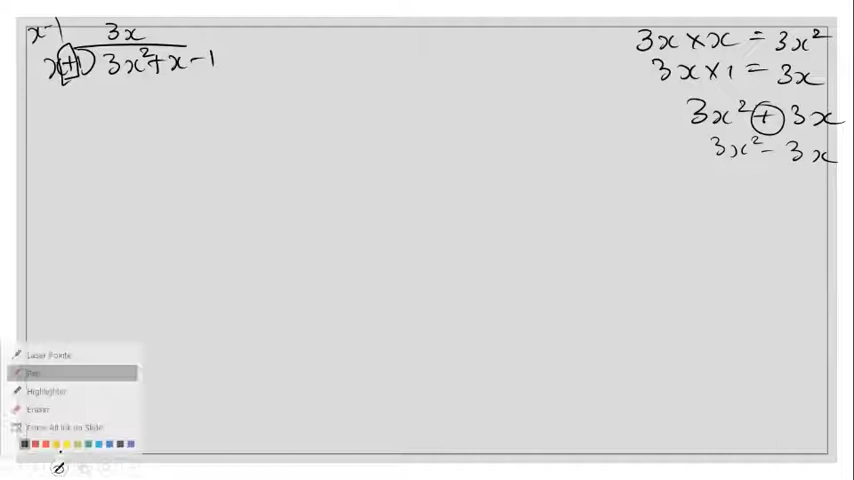 x-1 3x
x+1) 3x²+x-1
3x × x = 3x²
3x × 1 = 3x
3x² + 3x
3x² - 3x
Laser Pointe
Pen
Highlighter
Eraser
Erase All Ink on Slide